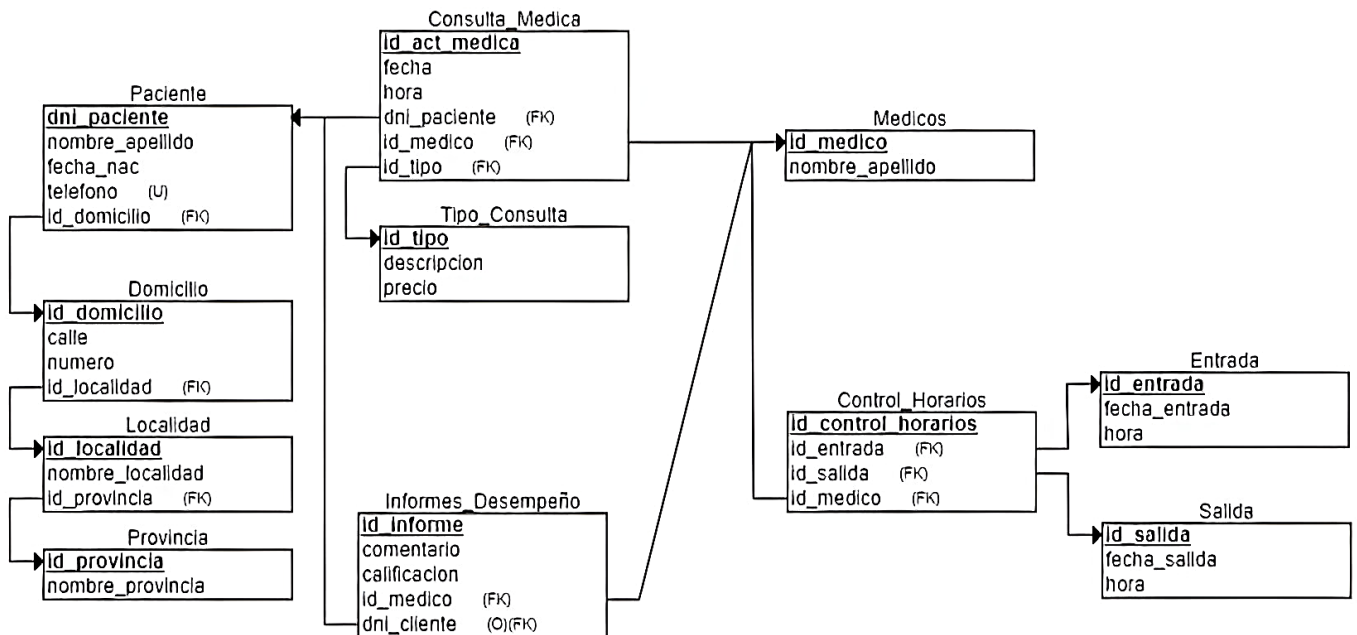 Consulta_Medica
id_act_medica
fecha
hora
dni_paciente (FK)
id_medico (FK)
id_tipo (FK)
Paciente
dni_paciente
nombre_apellido
fecha_nac
telefono (U)
id_domicilio (FK)
Medicos
id_medico
nombre_apellido
Tipo_Consulta
id_tipo
descripcion
precio
Domicilio
id_domicilio
calle
numero
id_localidad (FK)
Localidad
id_localidad
nombre_localidad
id_provincia (FK)
Provincia
id_provincia
nombre_provincia
Informes_Desempeño
id_informe
comentario
calificacion
id_medico (FK)
dni_cliente (O)(FK)
Control_Horarios
id_control_horarios
id_entrada (FK)
id_salida (FK)
id_medico (FK)
Entrada
id_entrada
fecha_entrada
hora
Salida
id_salida
fecha_salida
hora